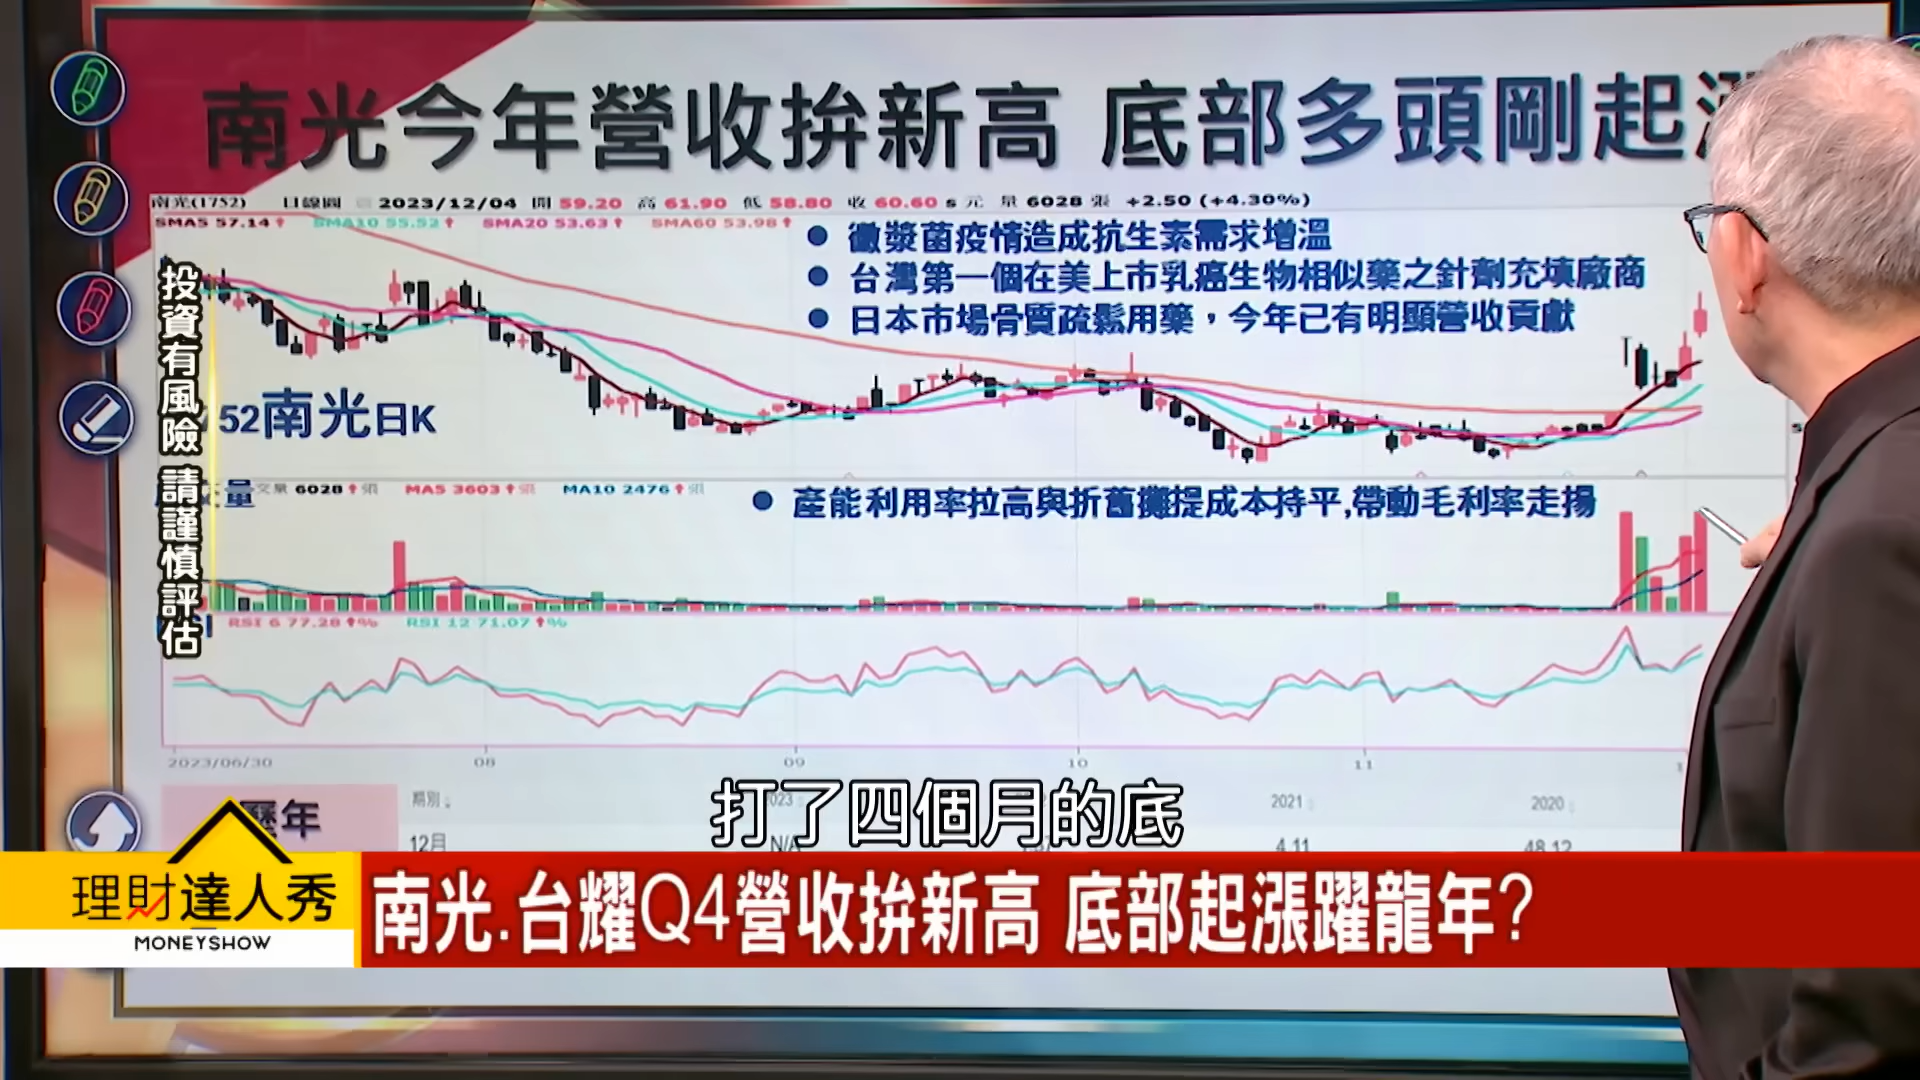 南光今年營收拚新高 底部多頭剛起
南光(1752) 日線圖 2023/12/04 開 59.20 高 61.90 低 58.80 收 60.60 s 元 量 6028 張 +2.50 (+4.30%)
SMA5 57.14↑ SMA10 55.52↑ SMA20 53.63↑ SMA60 53.98↑
● 黴漿菌疫情造成抗生素需求增溫
● 台灣第一個在美上市乳癌生物相似藥之針劑充填廠商
● 日本市場骨質疏鬆用藥，今年已有明顯營收貢獻
投資有風險 請謹慎評估
52南光日K
量 6028↑ 張 MA5 3603↑ 張 MA10 2476↑ 張
● 產能利用率拉高與折舊攤提成本持平,帶動毛利率走揚
RSI 6 77.28↑% RSI 12 71.07↑%
2023/06/30 08 09 10 11
歷年 期別 2021 2020
12月 N/A 4.11 48.12
打了四個月的底
理財達人秀
MONEYSHOW
南光.台耀Q4營收拚新高 底部起漲躍龍年?